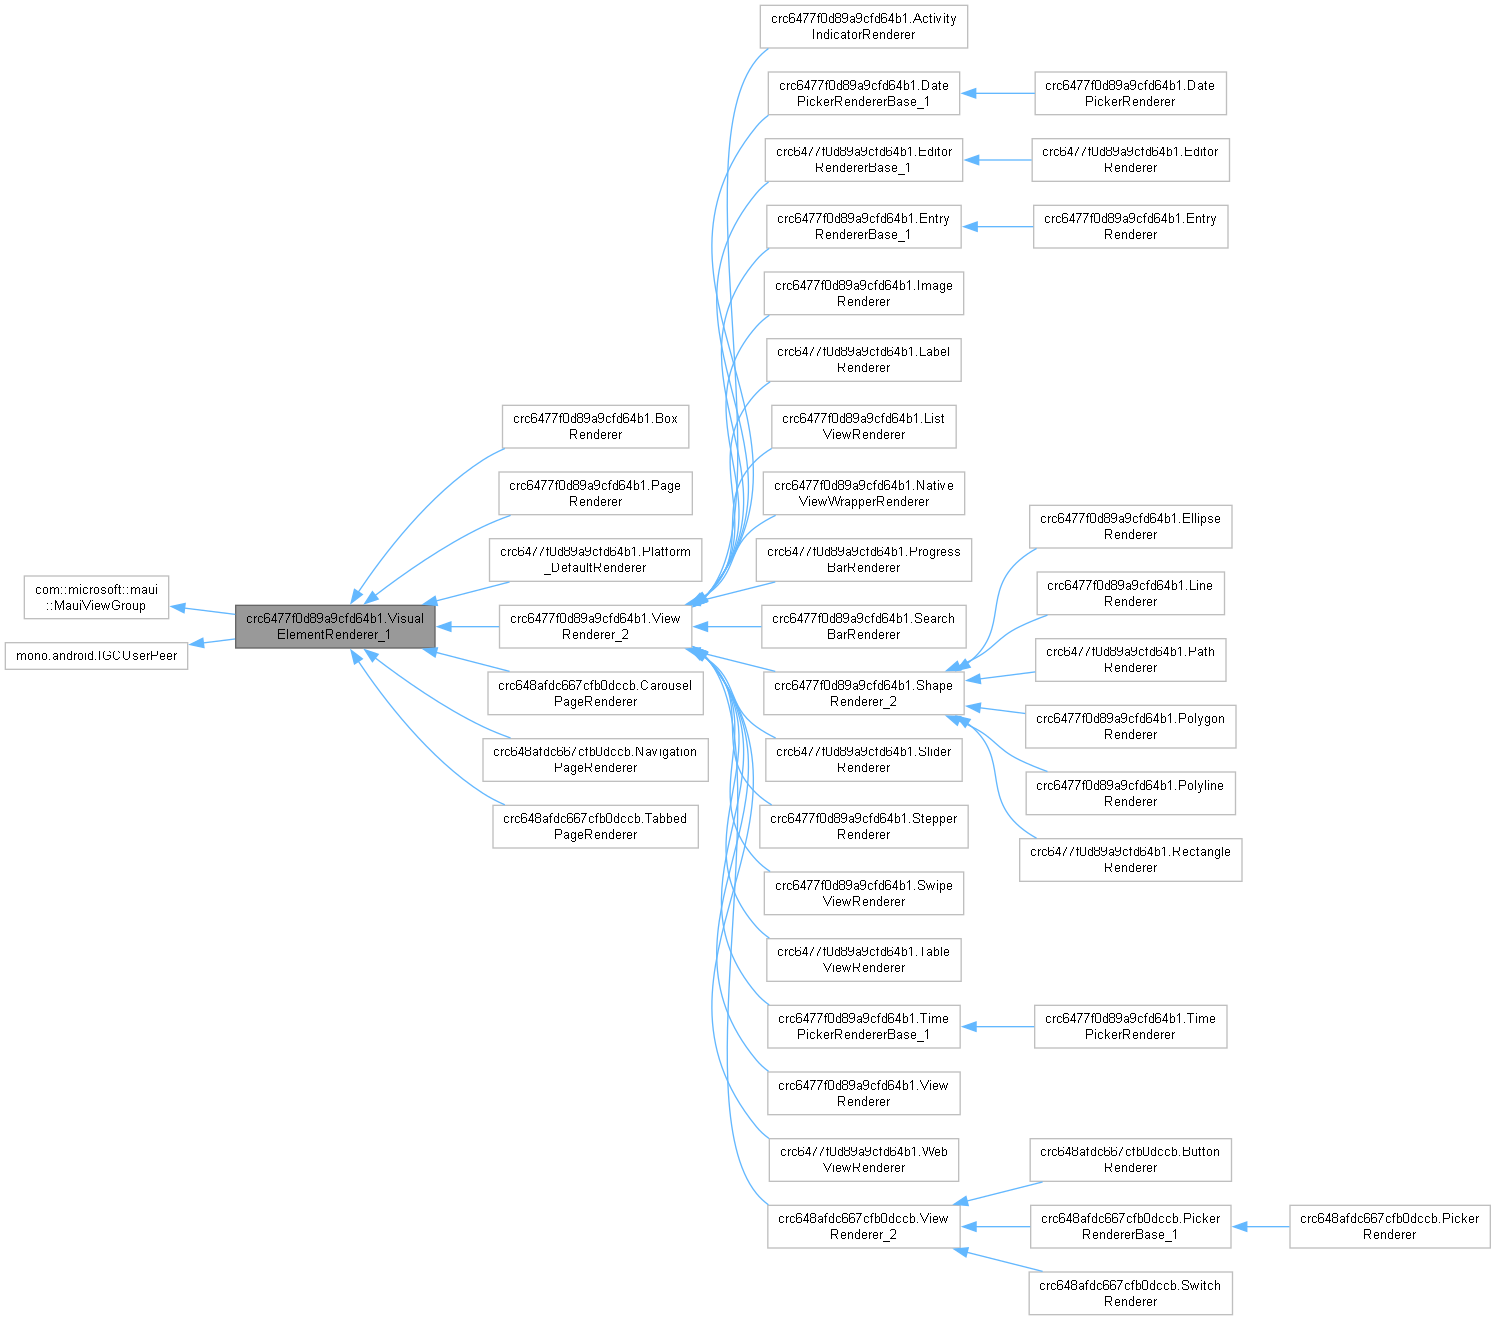 com::microsoft::maui
::MauiViewGroup
mono.android.IGCUserPeer
crc6477f0d89a9cfd64b1.Visual
ElementRenderer_1
crc6477f0d89a9cfd64b1.Box
Renderer
crc6477f0d89a9cfd64b1.Page
Renderer
crc6477f0d89a9cfd64b1.Platform
_DefaultRenderer
crc6477f0d89a9cfd64b1.View
Renderer_2
crc648afdc667cfb0dccb.Carousel
PageRenderer
crc648afdc667cfb0dccb.Navigation
PageRenderer
crc648afdc667cfb0dccb.Tabbed
PageRenderer
crc6477f0d89a9cfd64b1.Activity
IndicatorRenderer
crc6477f0d89a9cfd64b1.Date
PickerRendererBase_1
crc6477f0d89a9cfd64b1.Editor
RendererBase_1
crc6477f0d89a9cfd64b1.Entry
RendererBase_1
crc6477f0d89a9cfd64b1.Image
Renderer
crc6477f0d89a9cfd64b1.Label
Renderer
crc6477f0d89a9cfd64b1.List
ViewRenderer
crc6477f0d89a9cfd64b1.Native
ViewWrapperRenderer
crc6477f0d89a9cfd64b1.Progress
BarRenderer
crc6477f0d89a9cfd64b1.Search
BarRenderer
crc6477f0d89a9cfd64b1.Shape
Renderer_2
crc6477f0d89a9cfd64b1.Slider
Renderer
crc6477f0d89a9cfd64b1.Stepper
Renderer
crc6477f0d89a9cfd64b1.Swipe
ViewRenderer
crc6477f0d89a9cfd64b1.Table
ViewRenderer
crc6477f0d89a9cfd64b1.Time
PickerRendererBase_1
crc6477f0d89a9cfd64b1.View
Renderer
crc6477f0d89a9cfd64b1.Web
ViewRenderer
crc648afdc667cfb0dccb.View
Renderer_2
crc6477f0d89a9cfd64b1.Date
PickerRenderer
crc6477f0d89a9cfd64b1.Editor
Renderer
crc6477f0d89a9cfd64b1.Entry
Renderer
crc6477f0d89a9cfd64b1.Ellipse
Renderer
crc6477f0d89a9cfd64b1.Line
Renderer
crc6477f0d89a9cfd64b1.Path
Renderer
crc6477f0d89a9cfd64b1.Polygon
Renderer
crc6477f0d89a9cfd64b1.Polyline
Renderer
crc6477f0d89a9cfd64b1.Rectangle
Renderer
crc6477f0d89a9cfd64b1.Time
PickerRenderer
crc648afdc667cfb0dccb.Button
Renderer
crc648afdc667cfb0dccb.Picker
RendererBase_1
crc648afdc667cfb0dccb.Switch
Renderer
crc648afdc667cfb0dccb.Picker
Renderer